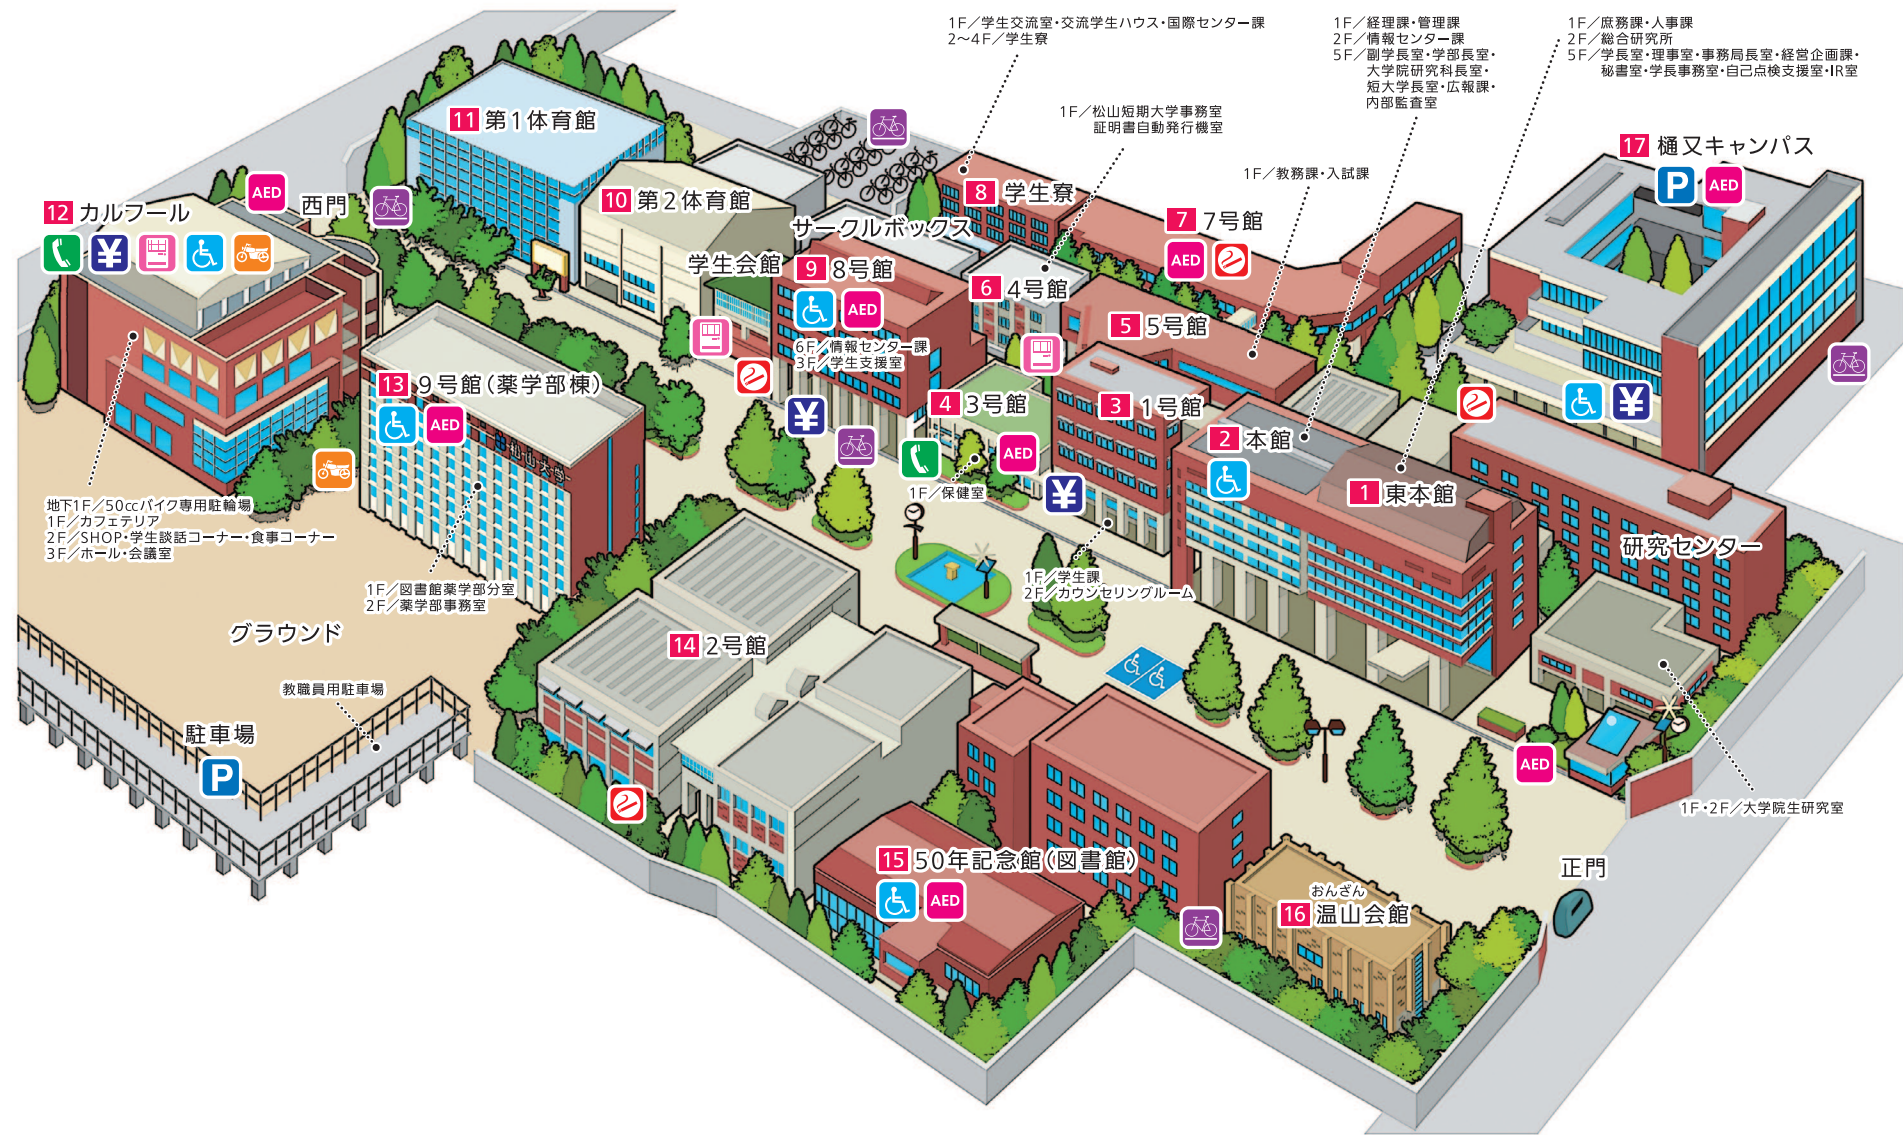 1F／学生交流室・交流学生ハウス・国際センター課
2～4F／学生寮
1F／経理課・管理課
2F／情報センター課
5F／副学長室・学部長室・
大学院研究科長室・
短大学長室・広報課・
内部監査室
1F／庶務課・人事課
2F／総合研究所
5F／学長室・理事室・事務局長室・経営企画課・
秘書室・学長事務室・自己点検支援室・IR室
1F／松山短期大学事務室
証明書自動発行機室
1F／教務課・入試課
11 第1体育館
17 樋又キャンパス
P AED
AED
西門
12 カルフール
¥
10 第2体育館
8 学生寮
サークルボックス
7 7号館
AED
学生会館
9 8号館
AED
6F／情報センター課
3F／学生支援室
6 4号館
5 5号館
13 9号館（薬学部棟）
AED
松山大学
¥
4 3号館
AED
1F／保健室
3 1号館
¥
2 本館
1 東本館
¥
研究センター
地下1F／50ccバイク専用駐輪場
1F／カフェテリア
2F／SHOP・学生談話コーナー・食事コーナー
3F／ホール・会議室
1F／図書館薬学部分室
2F／薬学部事務室
1F／学生課
2F／カウンセリングルーム
グラウンド
14 2号館
教職員用駐車場
駐車場
P
AED
1F・2F／大学院生研究室
15 50年記念館（図書館）
AED
正門
おんざん
16 温山会館